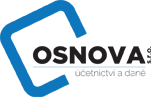 OSNOVA s.r.o.
účetnictví a daně